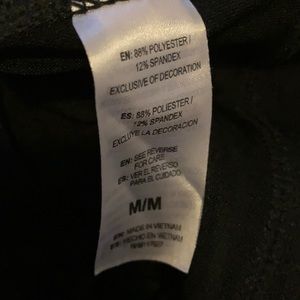 EN: 88% POLYESTER /
12% SPANDEX
EXCLUSIVE OF DECORATION
ES: 88% POLIESTER /
12% SPANDEX
EXCLUYE LA DECORACION
EN: SEE REVERSE
FOR CARE
ES: VER EL REVERSO
PARA EL CUIDADO
M/M
EN: MADE IN VIETNAM
ES: HECHO EN VIETNAM